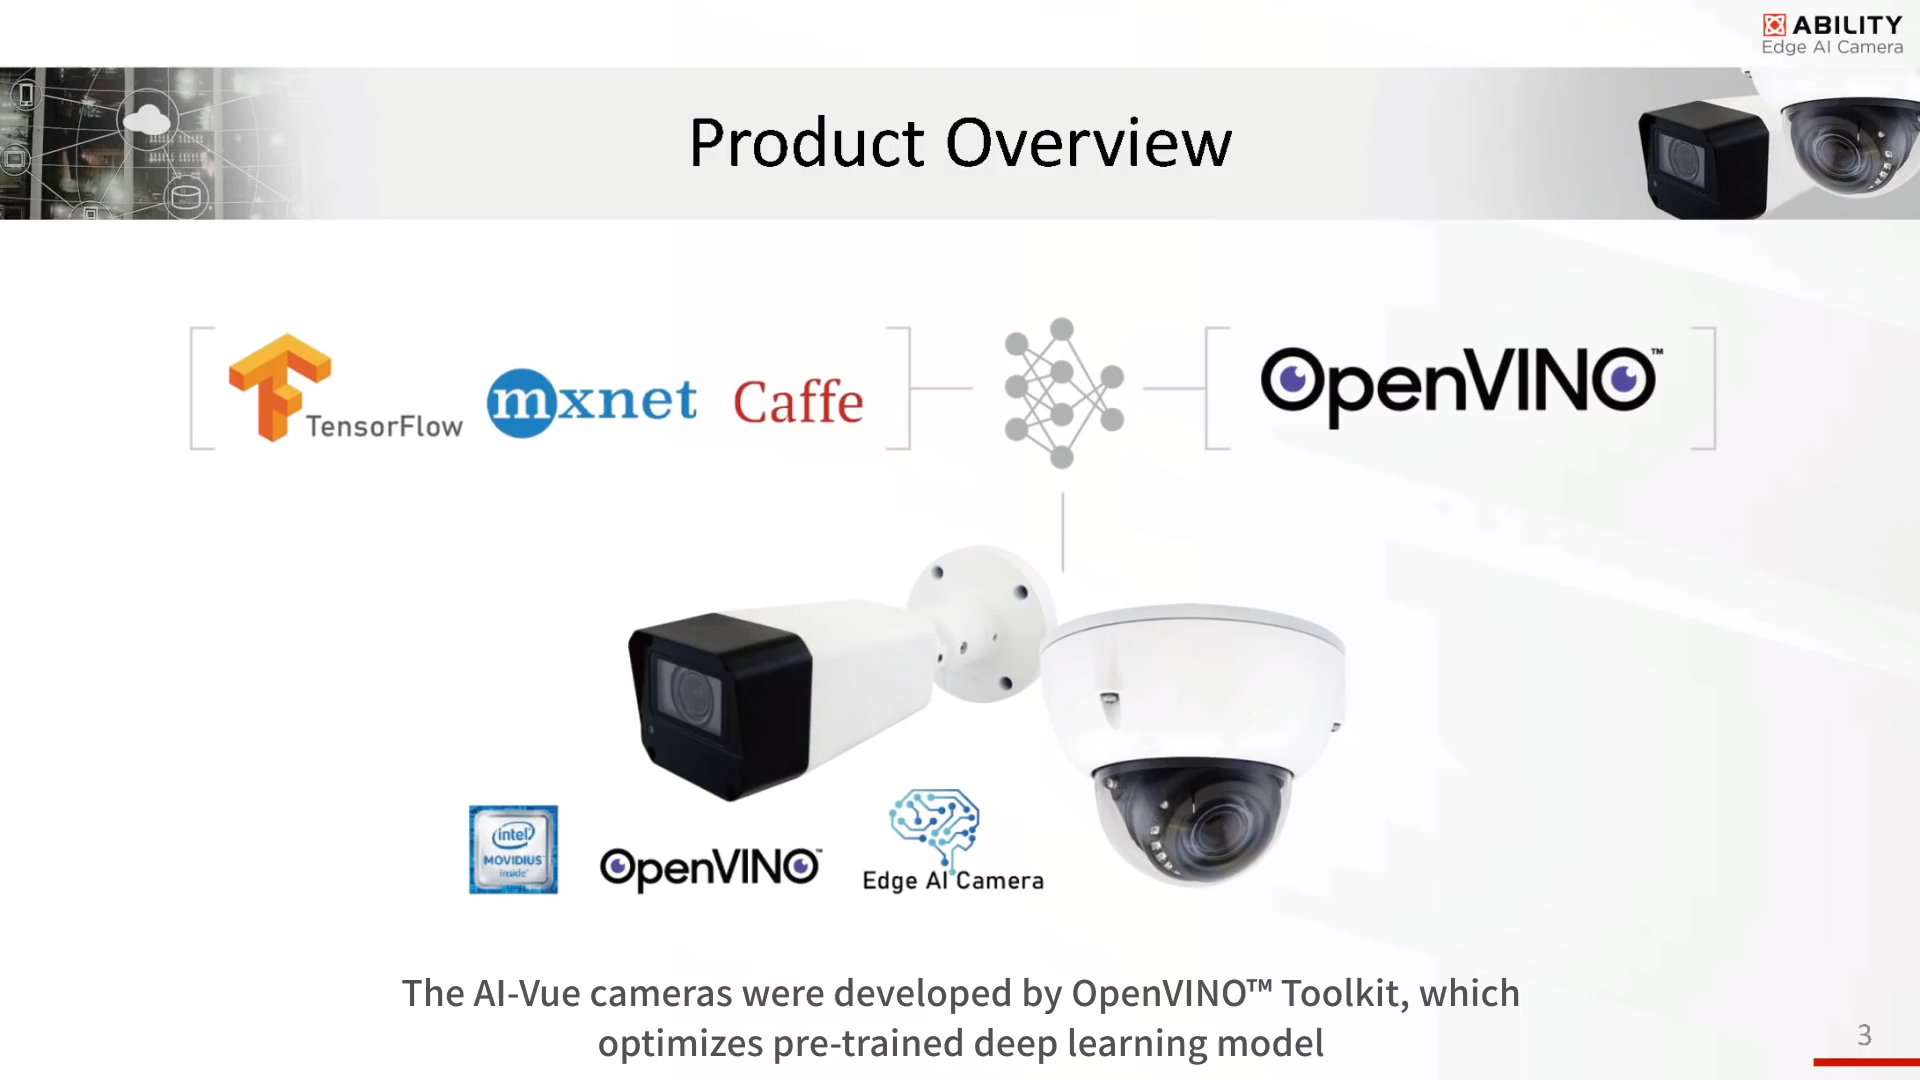 ABILITY
Edge AI Camera
Product Overview
TensorFlow
mxnet
Caffe
OpenVINO™
intel
MOVIDIUS™
inside®
OpenVINO™
Edge AI Camera
The AI-Vue cameras were developed by OpenVINO™ Toolkit, which
optimizes pre-trained deep learning model
3